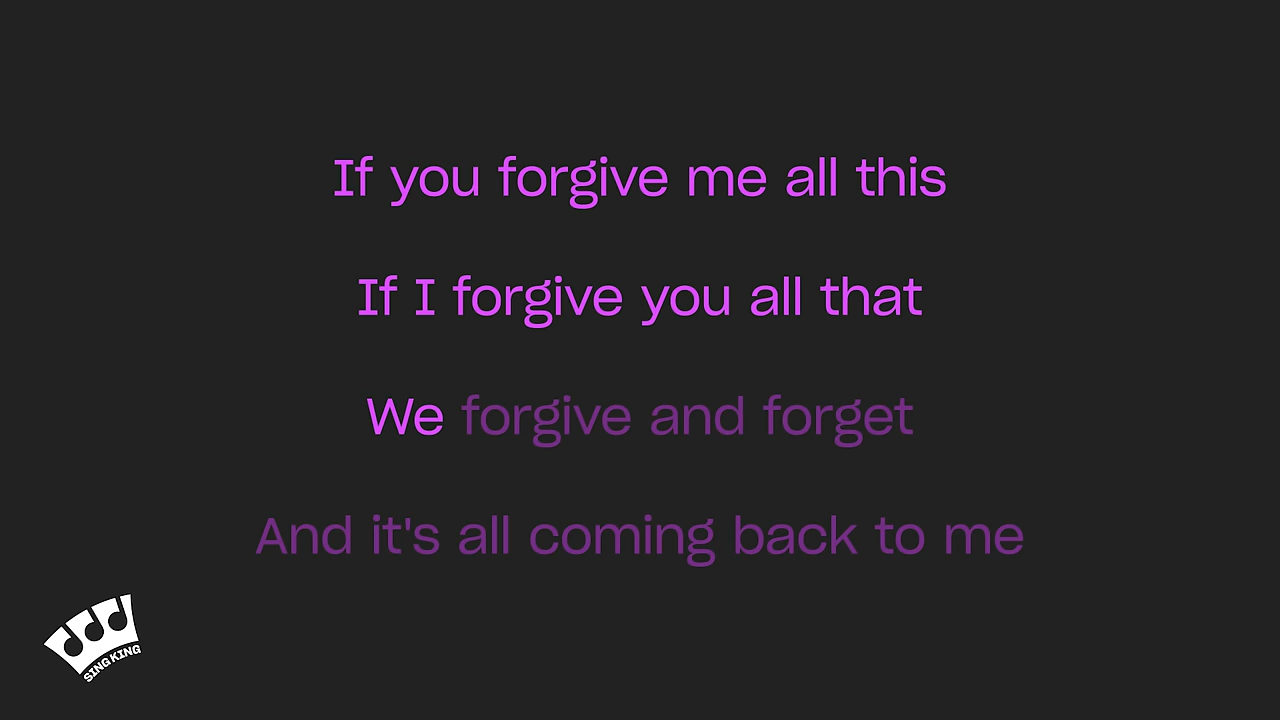 If you forgive me all this
If I forgive you all that
We forgive and forget
And it's all coming back to me
SING KING